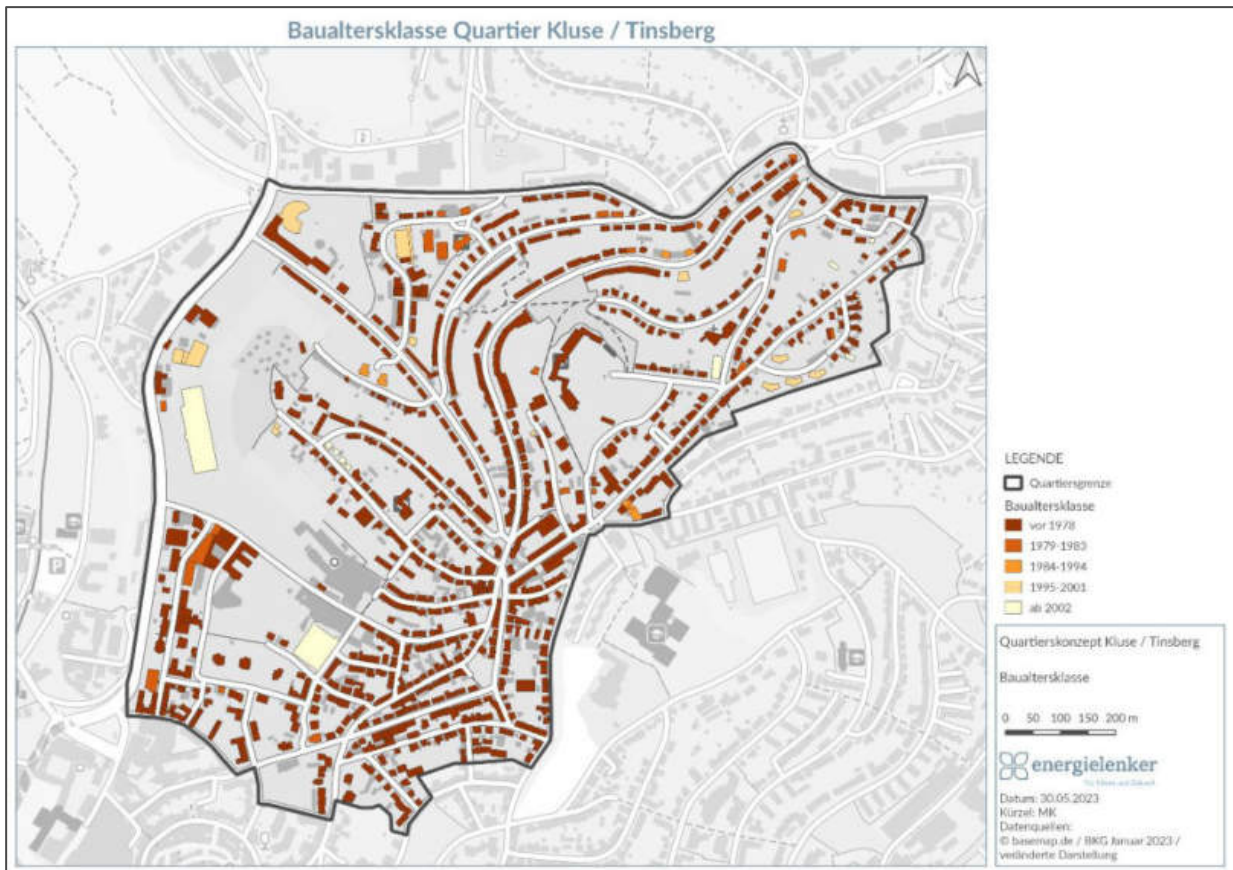 Baualtersklasse Quartier Kluse / Tinsberg
P
LEGENDE
Quartiersgrenze
Baualtersklasse
vor 1978
1979-1983
1984-1994
1995-2001
ab 2002
Quartierskonzept Kluse / Tinsberg
Baualtersklasse
0 50 100 150 200 m
energielenker
Datum: 30.05.2023
Kürzel: MK
Datenquellen:
© basemap.de / BKG Januar 2023 /
veränderte Darstellung